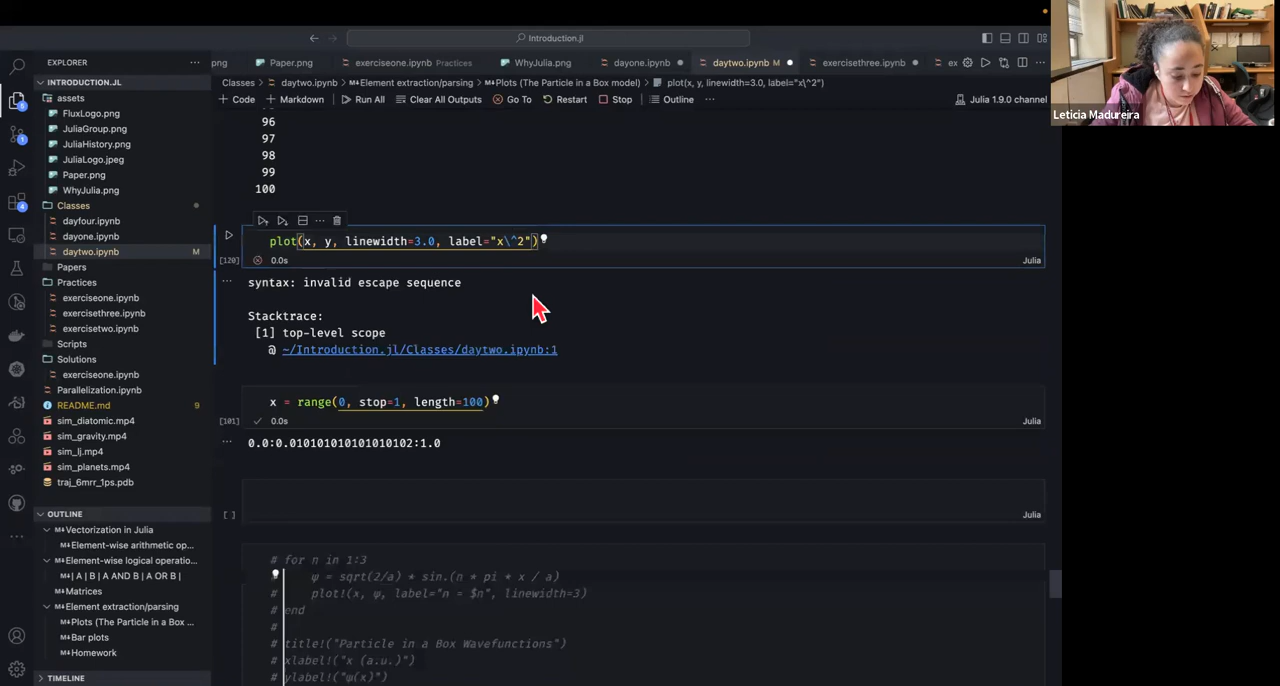 Introduction.jl
EXPLORER
···
INTRODUCTION.JL
assets
FluxLogo.png
JuliaGroup.png
JuliaHistory.png
JuliaLogo.jpeg
Paper.png
WhyJulia.png
Classes
dayfour.ipynb
dayone.ipynb
daytwo.ipynb M
Papers
Practices
exerciseone.ipynb
exercisethree.ipynb
exercisetwo.ipynb
Scripts
Solutions
exerciseone.ipynb
Parallelization.ipynb
README.md 9
sim_diatomic.mp4
sim_gravity.mp4
sim_lj.mp4
sim_planets.mp4
traj_6mrr_1ps.pdb
OUTLINE
Vectorization in Julia
Element-wise arithmetic op...
Element-wise logical operatio...
| A | B | A AND B | A OR B |
Matrices
Element extraction/parsing
Plots (The Particle in a Box ...
Bar plots
Homework
TIMELINE
png Paper.png exerciseone.ipynb Practices WhyJulia.png dayone.ipynb daytwo.ipynb M exercisethree.ipynb ex ···
Classes > daytwo.ipynb > Element extraction/parsing > Plots (The Particle in a Box model) > plot(x, y, linewidth=3.0, label="x\^2")
+ Code + Markdown Run All Clear All Outputs Go To Restart Stop Outline ··· Julia 1.9.0 channel
96
97
98
99
100
plot(x, y, linewidth=3.0, label="x\^2")
[120] 0.0s Julia
syntax: invalid escape sequence
Stacktrace:
[1] top-level scope
@ ~/Introduction.jl/Classes/daytwo.ipynb:1
x = range(0, stop=1, length=100)
[101] 0.0s Julia
0.0:0.010101010101010102:1.0
[ ] Julia
# for n in 1:3
# ψ = sqrt(2/a) * sin.(n * pi * x / a)
# plot!(x, ψ, label="n = $n", linewidth=3)
# end
#
# title!("Particle in a Box Wavefunctions")
# xlabel!("x (a.u.)")
# ylabel!("ψ(x)")
Leticia Madureira
5
1
4